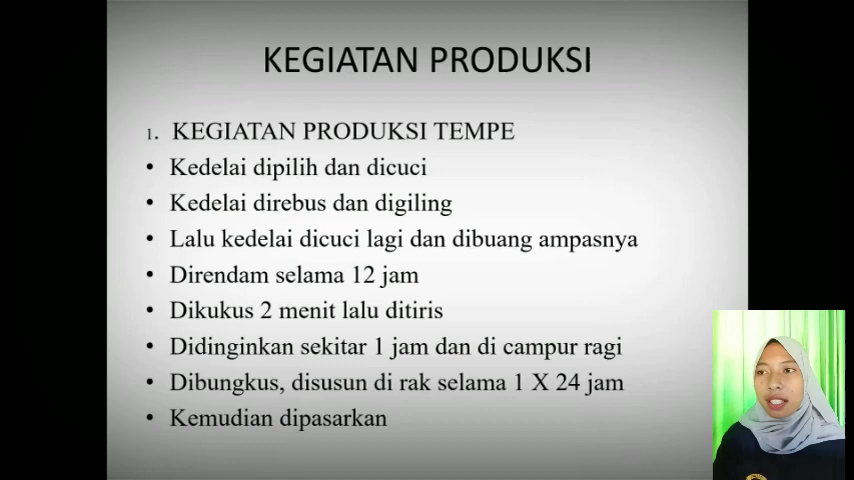 KEGIATAN PRODUKSI
1. KEGIATAN PRODUKSI TEMPE
• Kedelai dipilih dan dicuci
• Kedelai direbus dan digiling
• Lalu kedelai dicuci lagi dan dibuang ampasnya
• Direndam selama 12 jam
• Dikukus 2 menit lalu ditiris
• Didinginkan sekitar 1 jam dan di campur ragi
• Dibungkus, disusun di rak selama 1 X 24 jam
• Kemudian dipasarkan